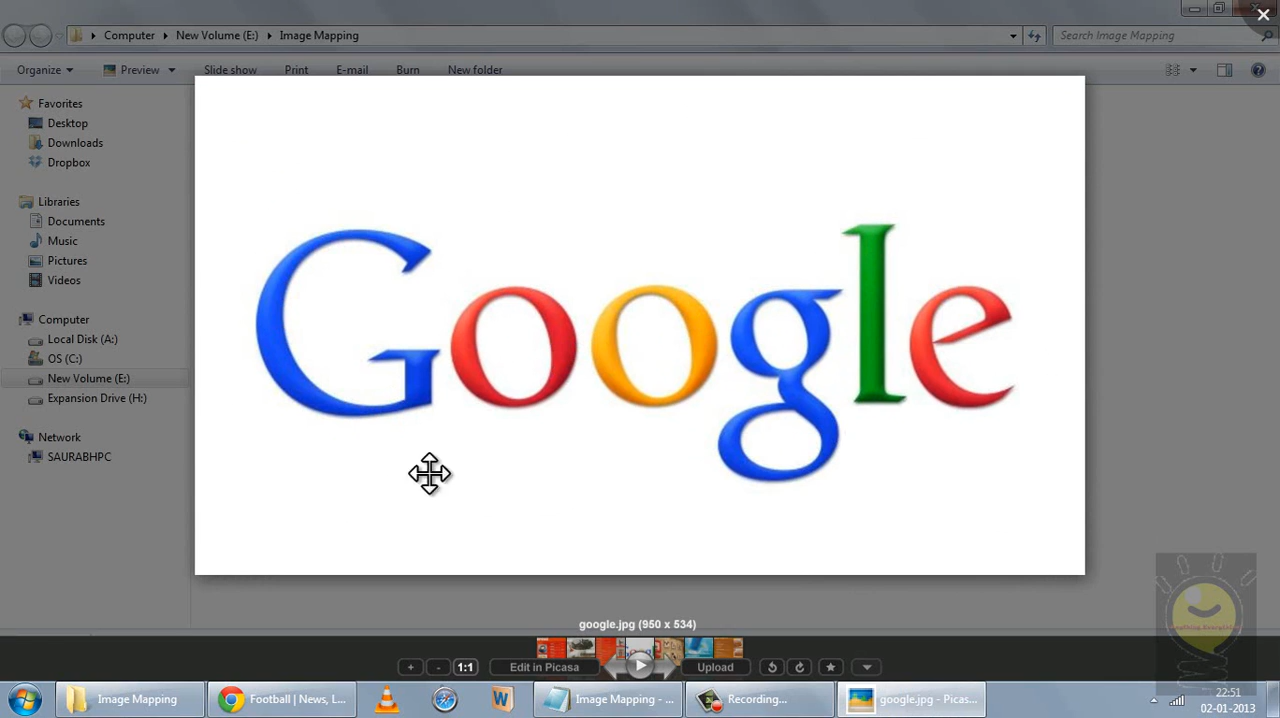 Computer ▸ New Volume (E:) ▸ Image Mapping
Search Image Mapping
Organize Preview Slide show Print E-mail Burn New folder
Favorites
Desktop
Downloads
Dropbox
Libraries
Documents
Music
Pictures
Videos
Computer
Local Disk (A:)
OS (C:)
New Volume (E:)
Expansion Drive (H:)
Network
SAURABHPC
Google
google.jpg (950 x 534)
+ - 1:1 Edit in Picasa Upload
Image Mapping Football | News, L... Image Mapping - ... Recording... google.jpg - Picas...
22:51
02-01-2013